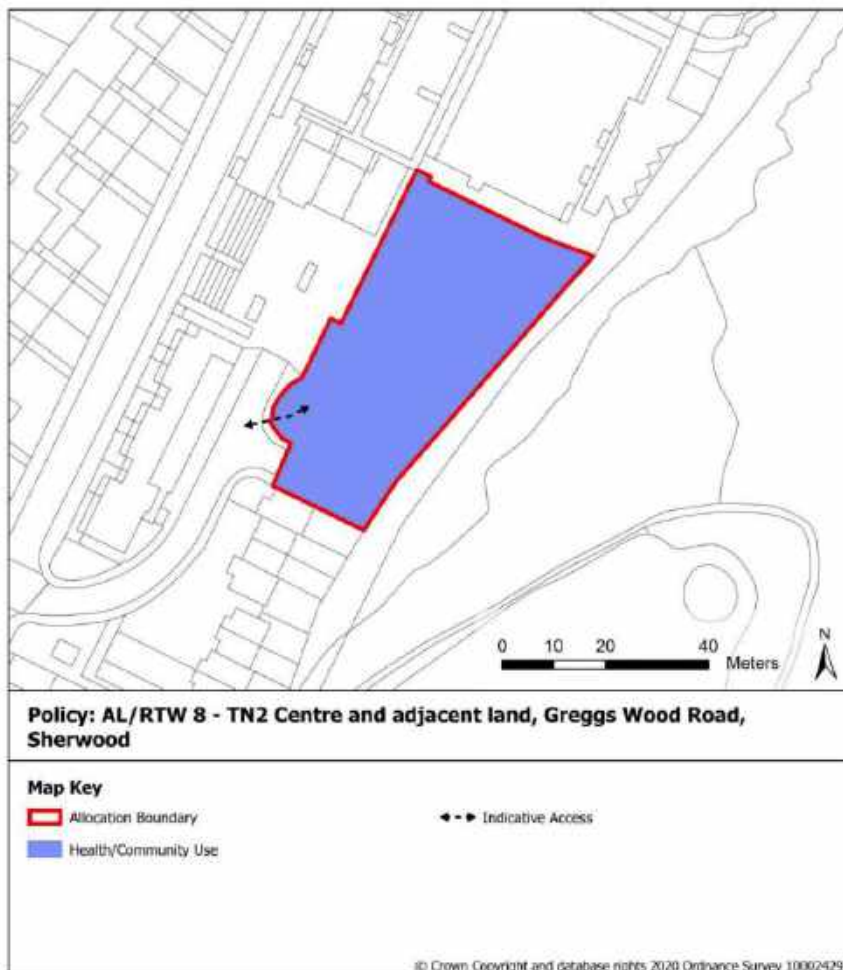 N
0 10 20 40
Meters
Policy: AL/RTW 8 - TN2 Centre and adjacent land, Greggs Wood Road,
Sherwood
Map Key
Allocation Boundary
Indicative Access
Health/Community Use
© Crown Copyright and database rights 2020 Ordnance Survey 10002429